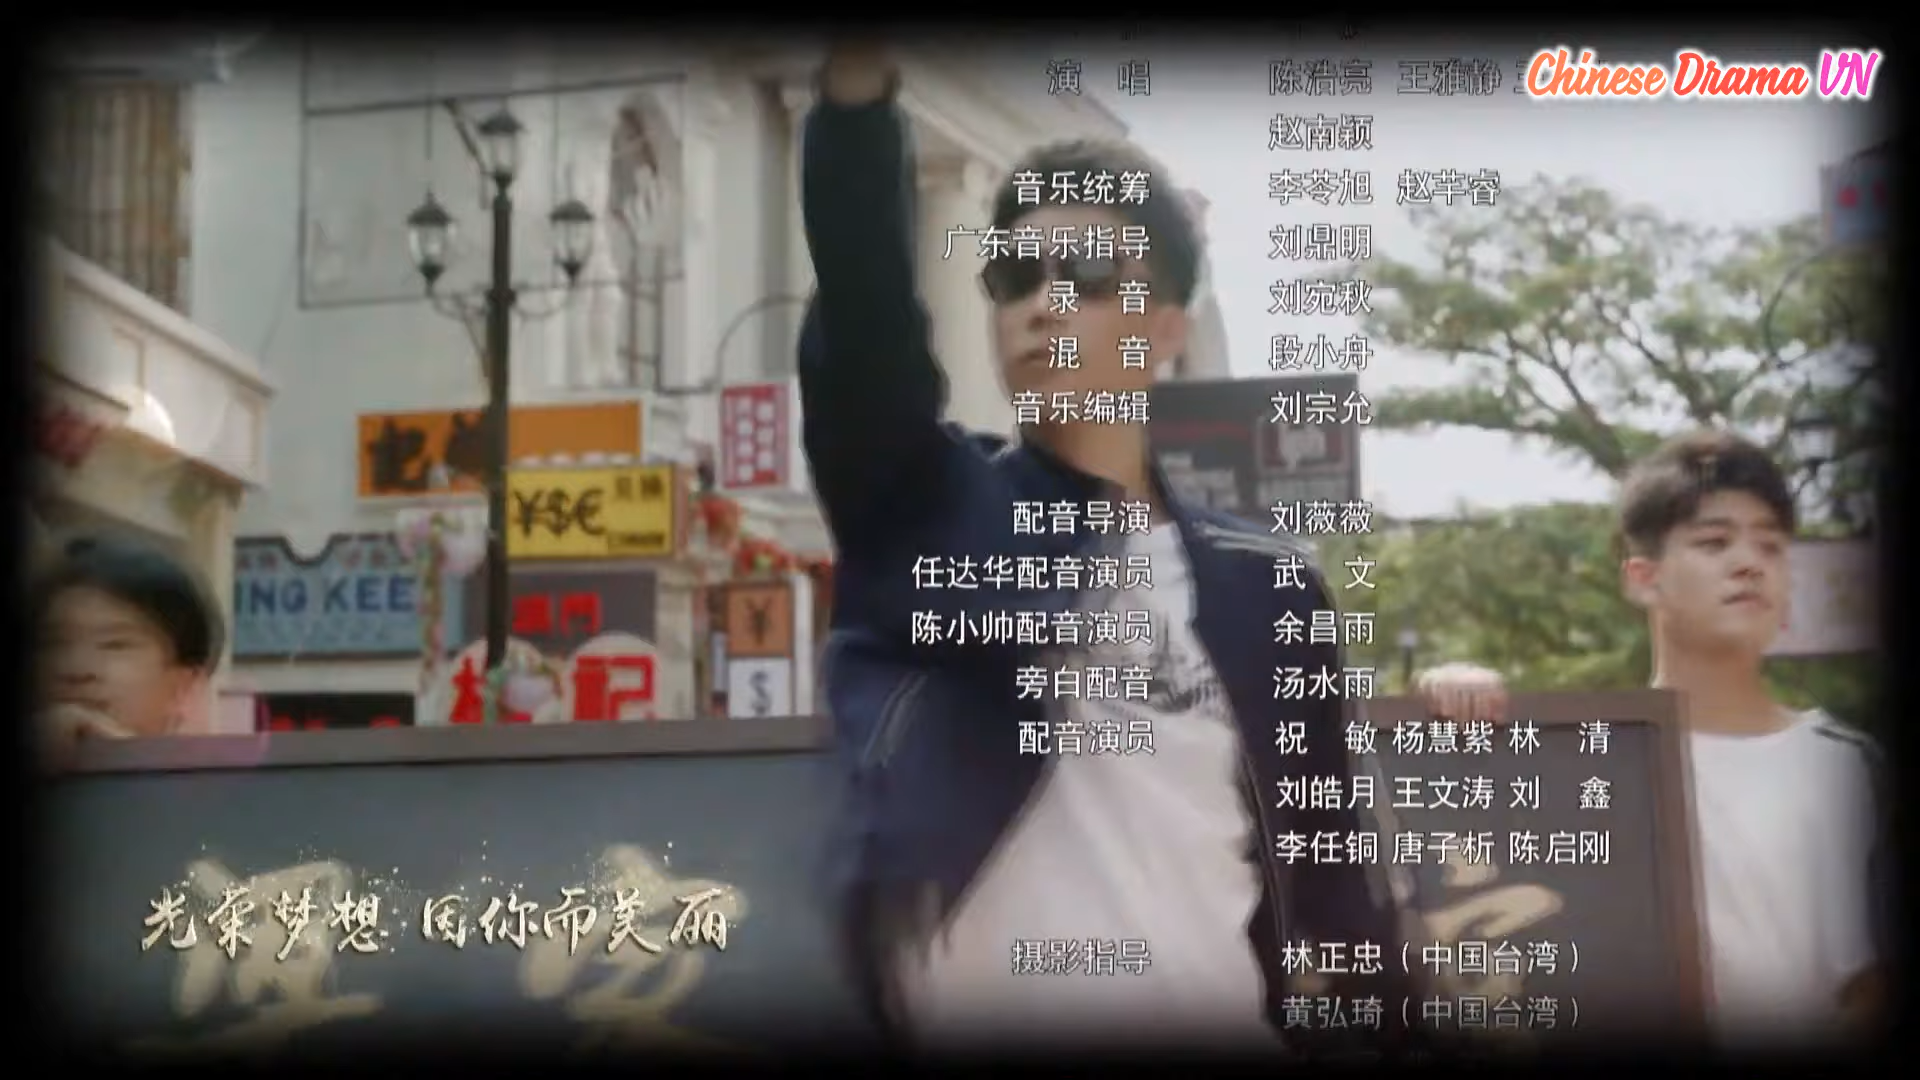 Chinese Drama VN
演 唱 陈浩亮 王雅静
赵南颖
音乐统筹 李苓旭 赵芊睿
广东音乐指导 刘鼎明
录 音 刘宛秋
混 音 段小舟
音乐编辑 刘宗允
配音导演 刘薇薇
任达华配音演员 武 文
陈小帅配音演员 余昌雨
旁白配音 汤水雨
配音演员 祝 敏 杨慧紫 林 清
刘皓月 王文涛 刘 鑫
李任铜 唐子析 陈启刚
摄影指导 林正忠（中国台湾）
黄弘琦（中国台湾）
光荣梦想 因你而美丽
¥$€ 兑换
ING KEE
記
¥